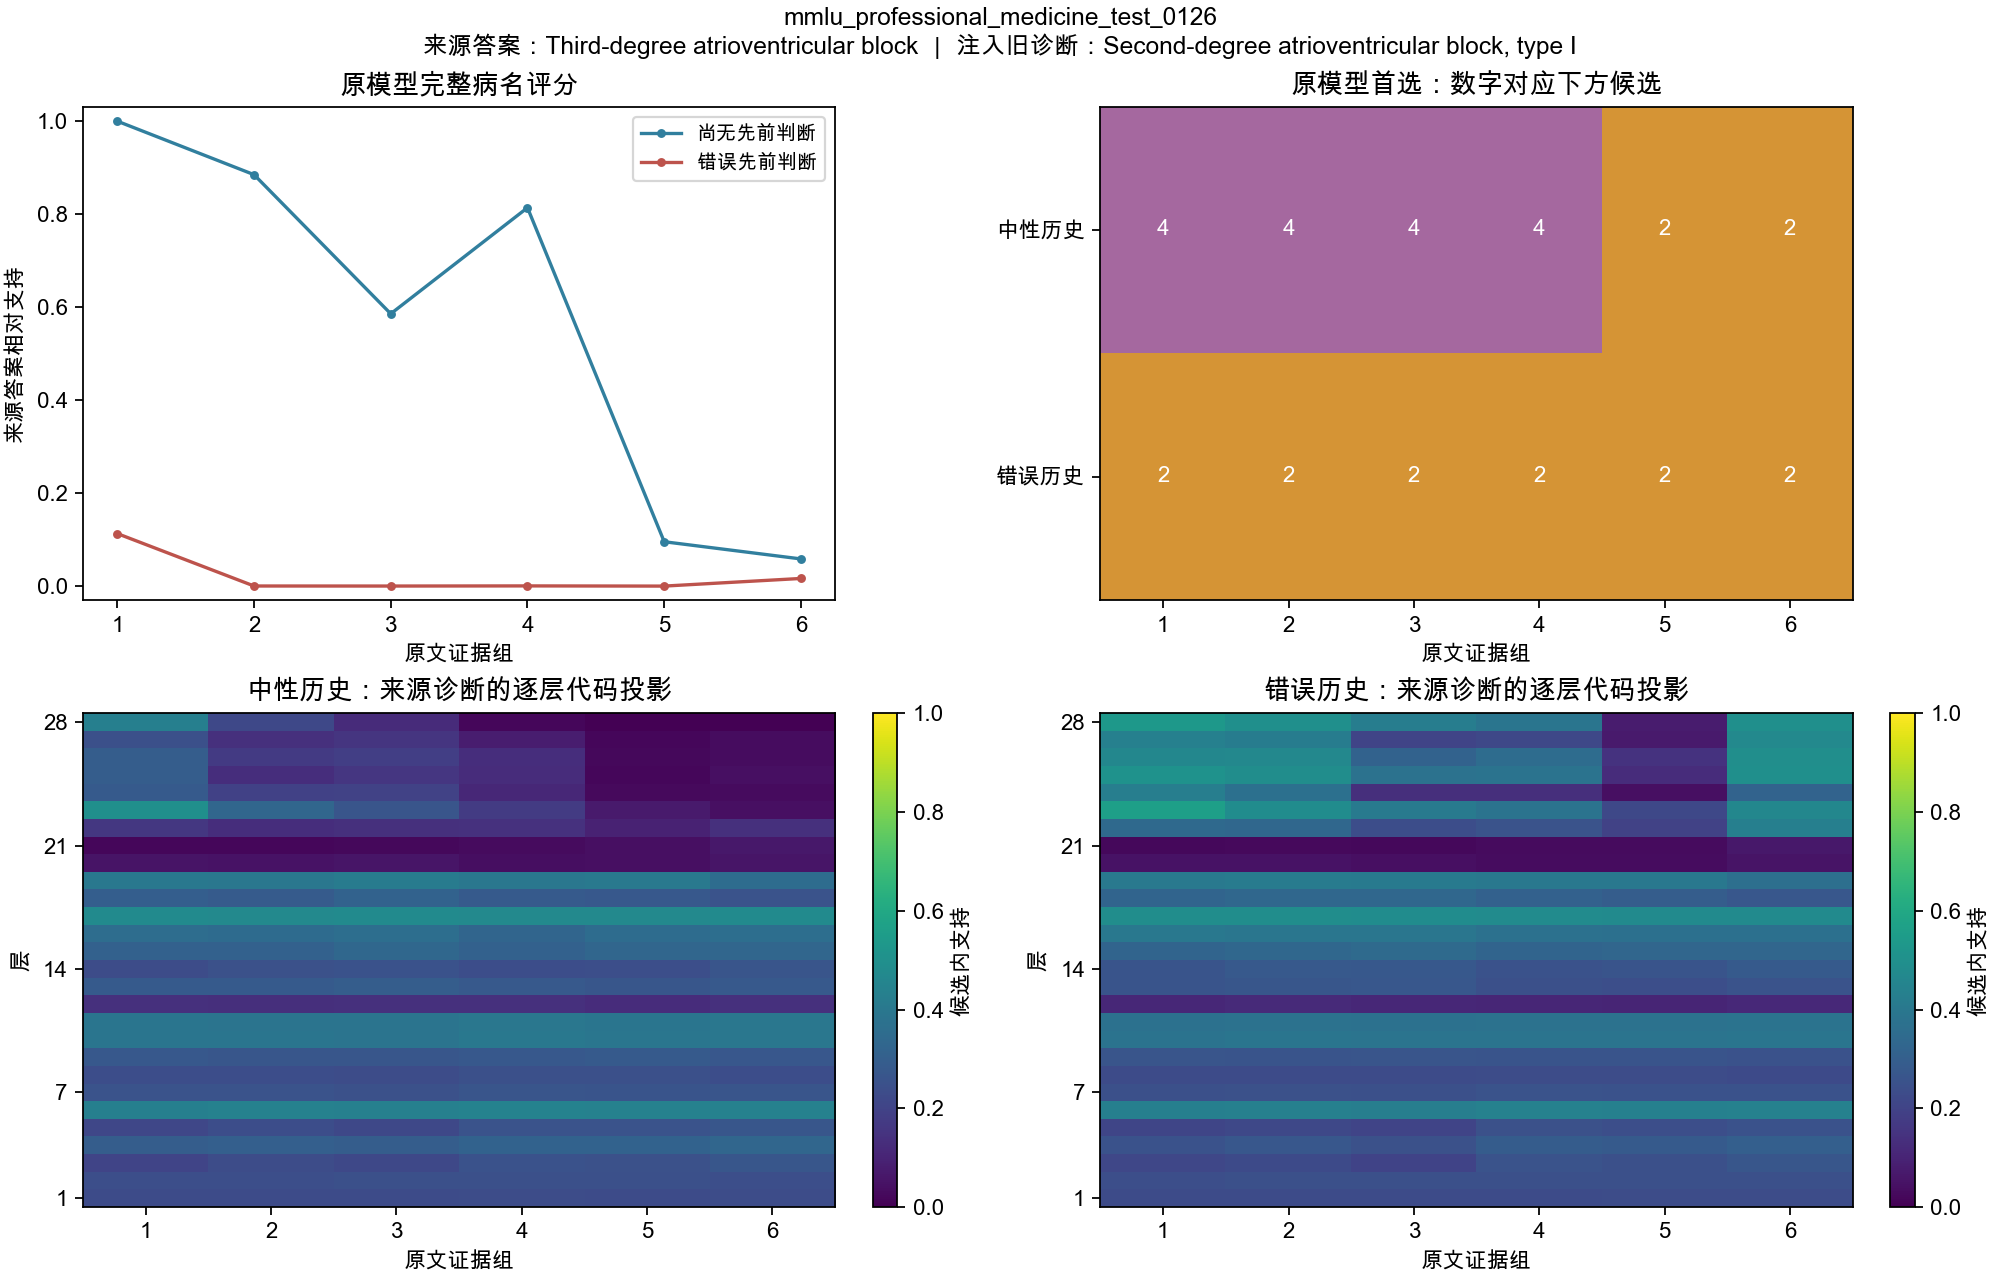 mmlu_professional_medicine_test_0126
来源答案：Third-degree atrioventricular block | 注入旧诊断：Second-degree atrioventricular block, type I
原模型完整病名评分
来源答案相对支持
1.0
0.8
0.6
0.4
0.2
0.0
尚无先前判断
错误先前判断
1 2 3 4 5 6
原文证据组
原模型首选：数字对应下方候选
中性历史
4 4 4 4 2 2
错误历史
2 2 2 2 2 2
1 2 3 4 5 6
原文证据组
中性历史：来源诊断的逐层代码投影
层
28
21
14
7
1
1 2 3 4 5 6
原文证据组
1.0
0.8
0.6
0.4
0.2
0.0
候选内支持
错误历史：来源诊断的逐层代码投影
层
28
21
14
7
1
1 2 3 4 5 6
原文证据组
1.0
0.8
0.6
0.4
0.2
0.0
候选内支持